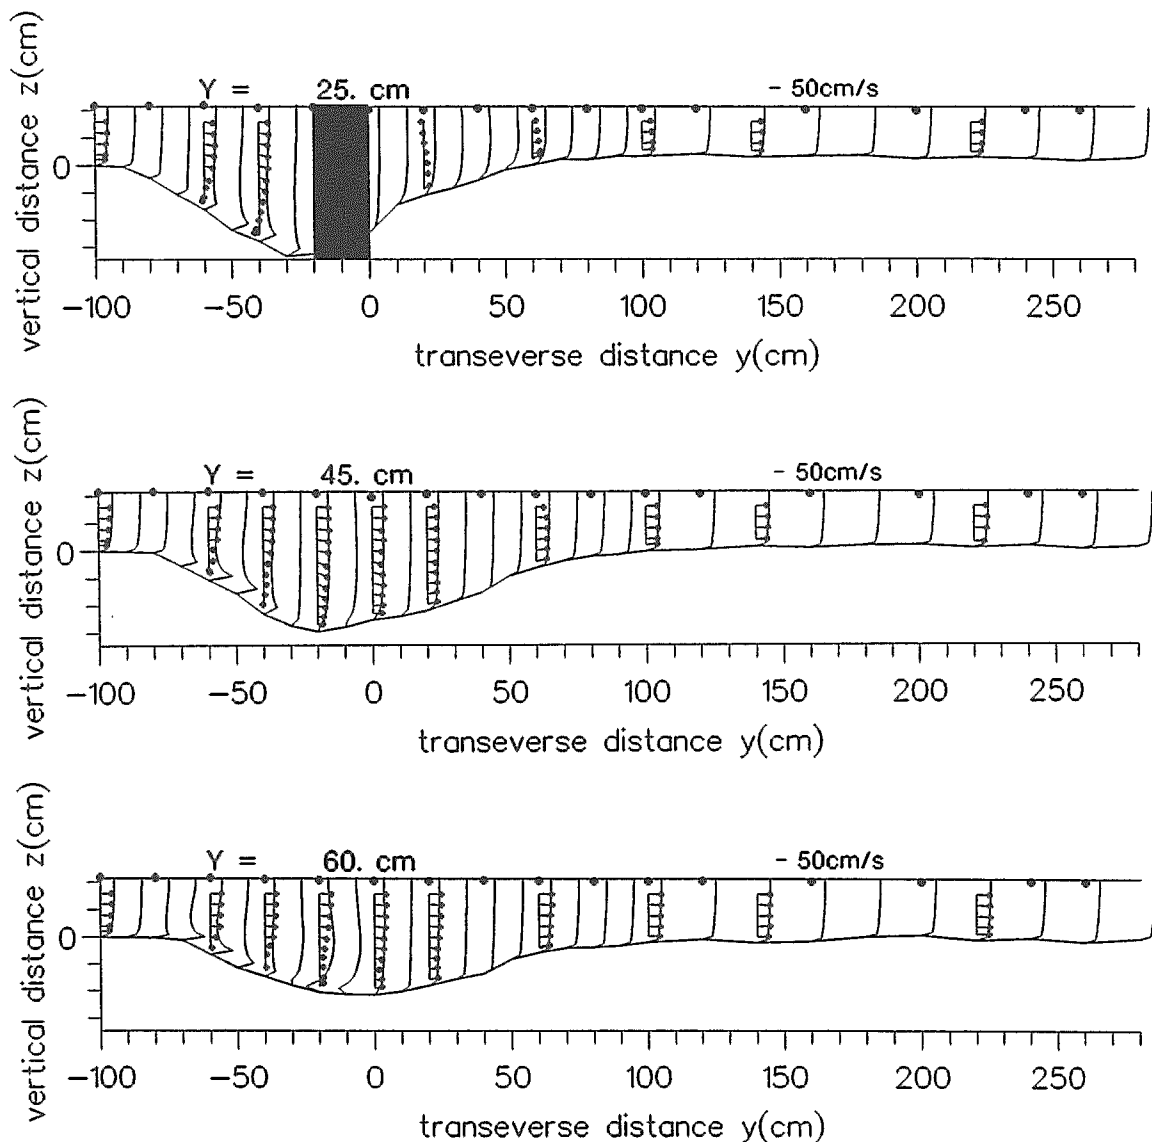 vertical distance z(cm)
Y = 25. cm
- 50cm/s
0
-100 -50 0 50 100 150 200 250
transeverse distance y(cm)
vertical distance z(cm)
Y = 45. cm
- 50cm/s
0
-100 -50 0 50 100 150 200 250
transeverse distance y(cm)
vertical distance z(cm)
Y = 60. cm
- 50cm/s
0
-100 -50 0 50 100 150 200 250
transeverse distance y(cm)